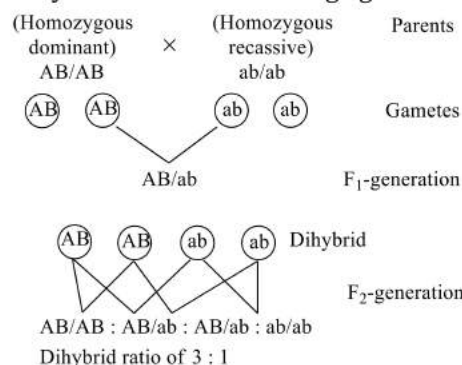 (Homozygous dominant) × (Homozygous recassive) Parents
AB/AB ab/ab
AB AB ab ab Gametes
AB/ab F₁-generation
AB AB ab ab Dihybrid
F₂-generation
AB/AB : AB/ab : AB/ab : ab/ab
Dihybrid ratio of 3 : 1